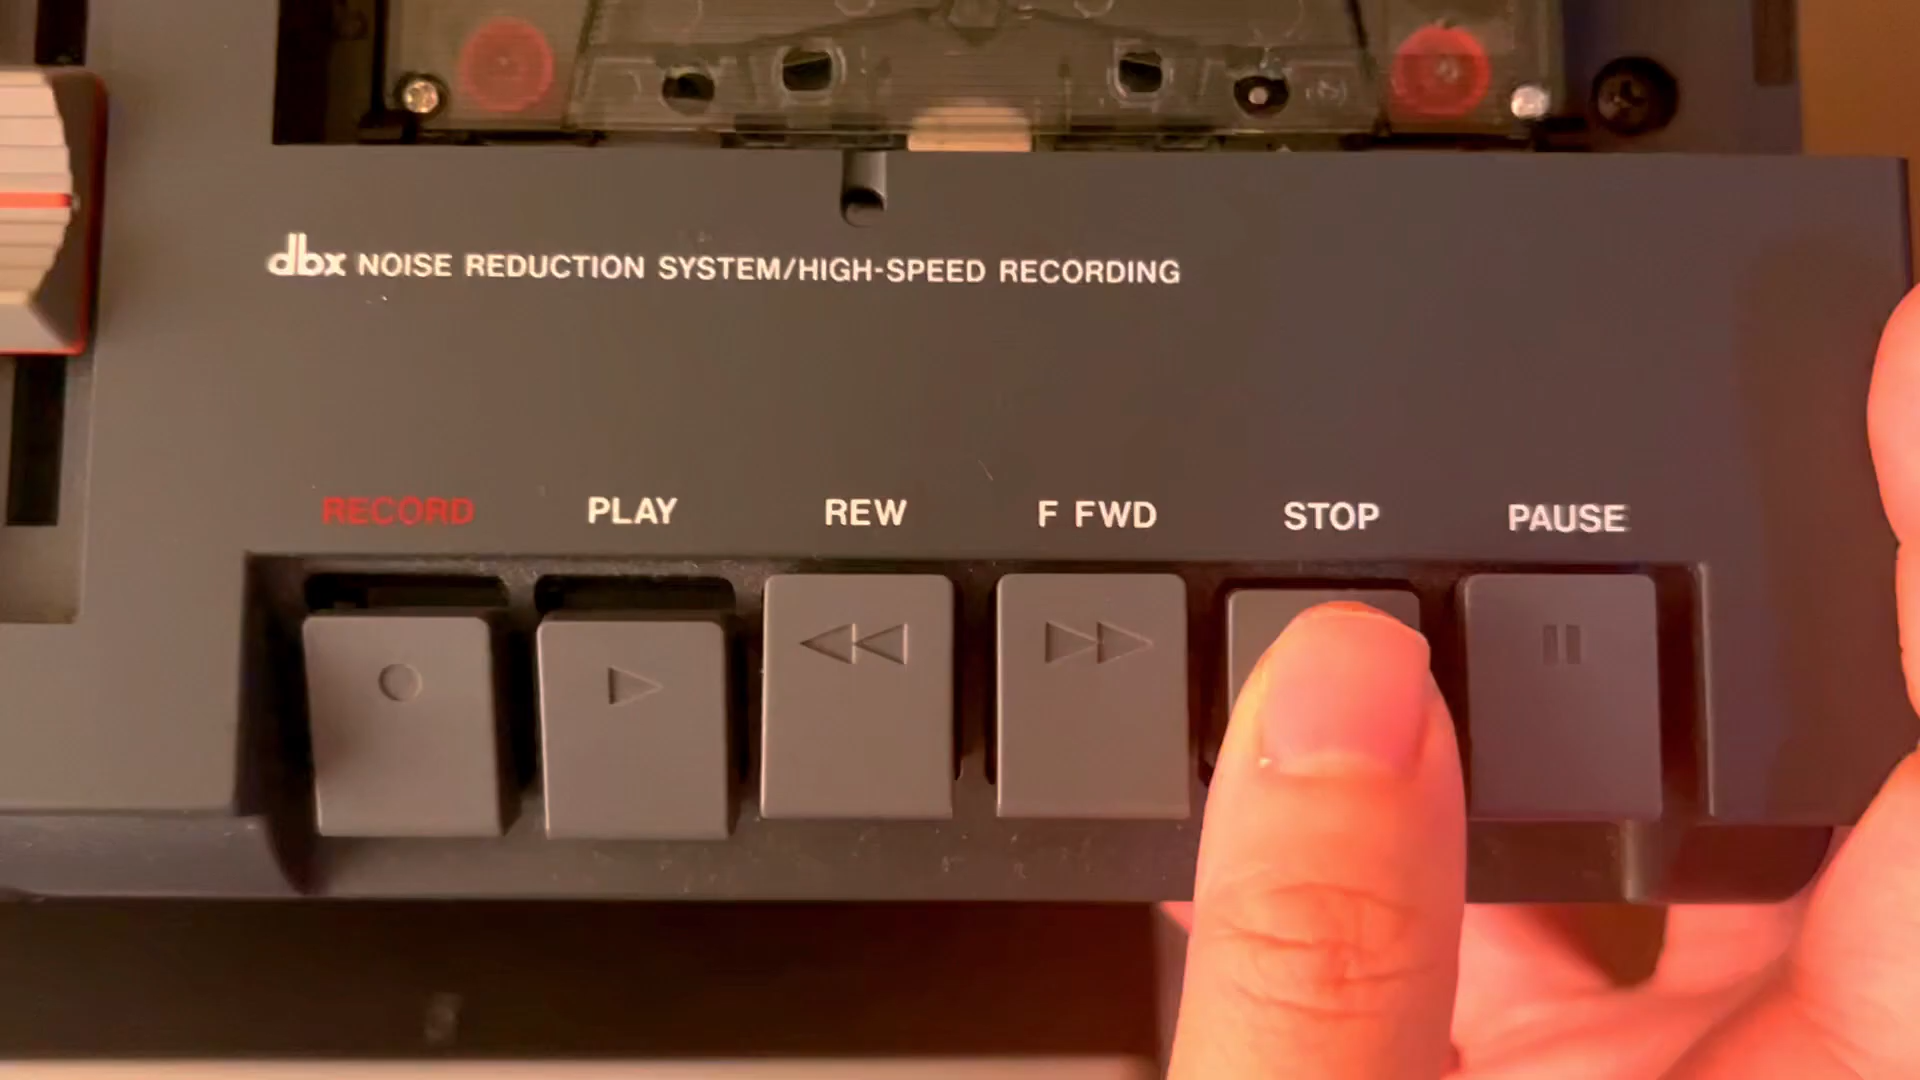 dbx NOISE REDUCTION SYSTEM/HIGH-SPEED RECORDING
RECORD PLAY REW F FWD STOP PAUSE